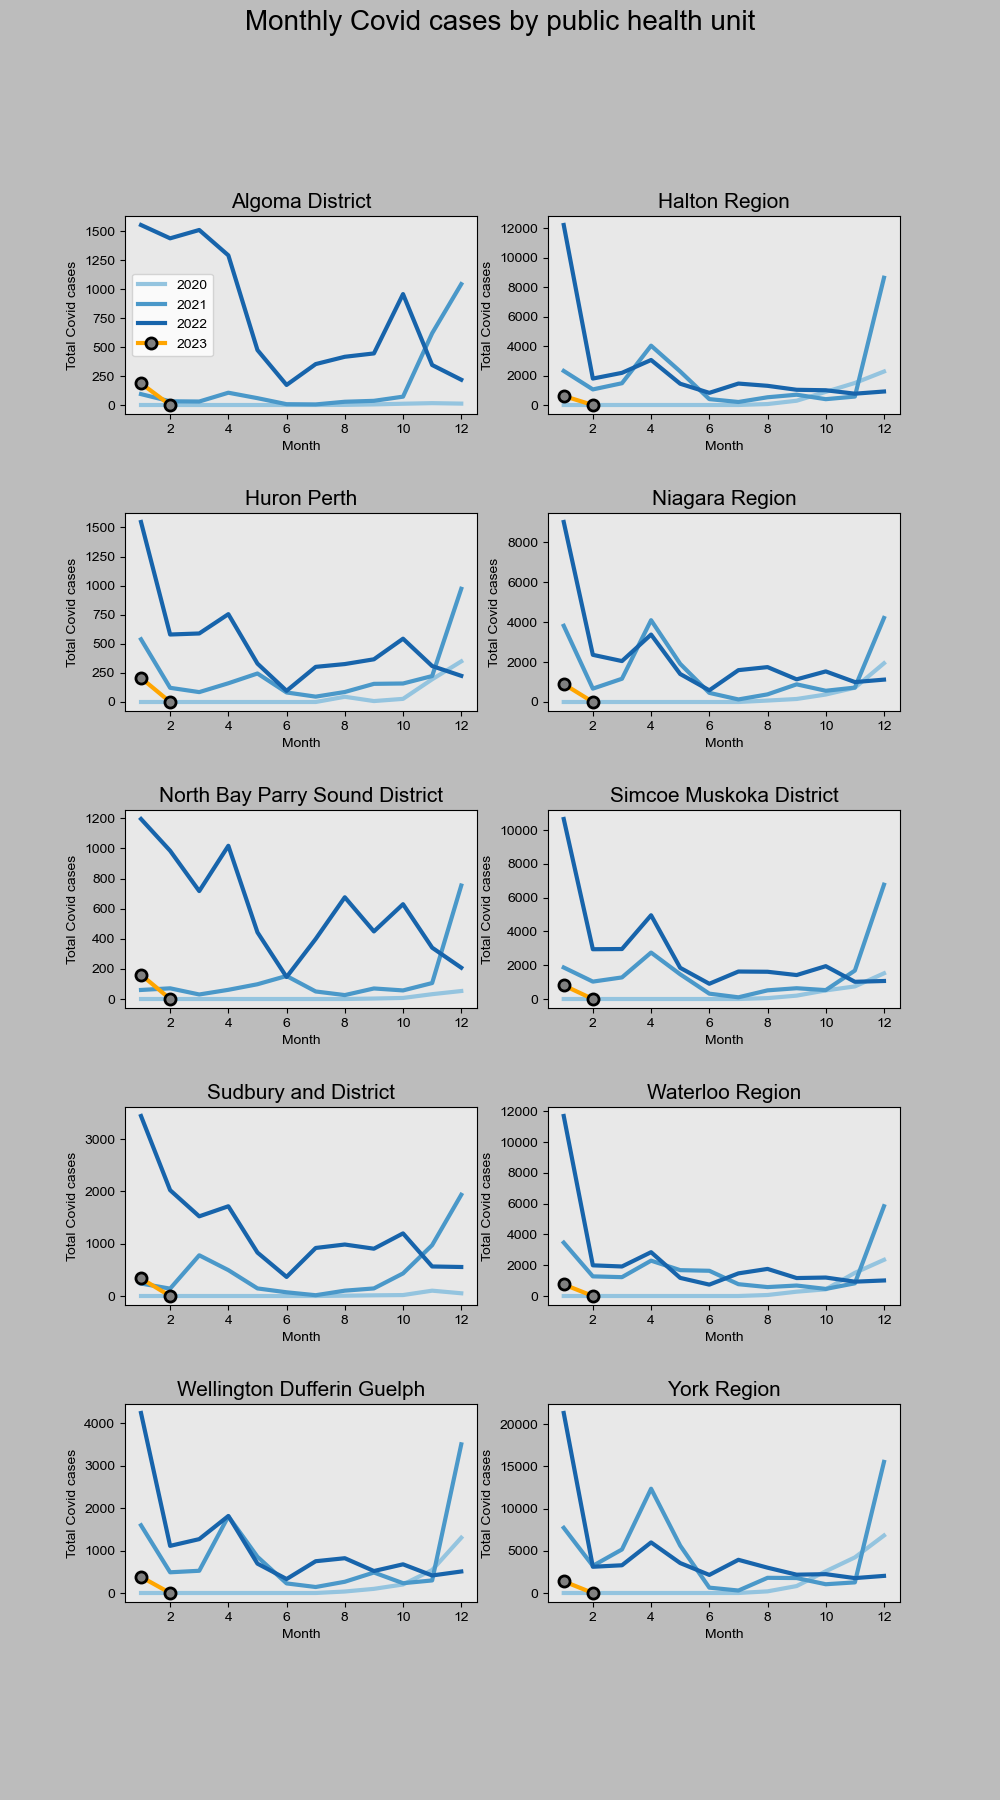 Monthly Covid cases by public health unit
Algoma District
Total Covid cases
1500
1250
1000
750
500
250
0
2020
2021
2022
2023
2 4 6 8 10 12
Month
Halton Region
Total Covid cases
12000
10000
8000
6000
4000
2000
0
2 4 6 8 10 12
Month
Huron Perth
Total Covid cases
1500
1250
1000
750
500
250
0
2 4 6 8 10 12
Month
Niagara Region
Total Covid cases
8000
6000
4000
2000
0
2 4 6 8 10 12
Month
North Bay Parry Sound District
Total Covid cases
1200
1000
800
600
400
200
0
2 4 6 8 10 12
Month
Simcoe Muskoka District
Total Covid cases
10000
8000
6000
4000
2000
0
2 4 6 8 10 12
Month
Sudbury and District
Total Covid cases
3000
2000
1000
0
2 4 6 8 10 12
Month
Waterloo Region
Total Covid cases
12000
10000
8000
6000
4000
2000
0
2 4 6 8 10 12
Month
Wellington Dufferin Guelph
Total Covid cases
4000
3000
2000
1000
0
2 4 6 8 10 12
Month
York Region
Total Covid cases
20000
15000
10000
5000
0
2 4 6 8 10 12
Month